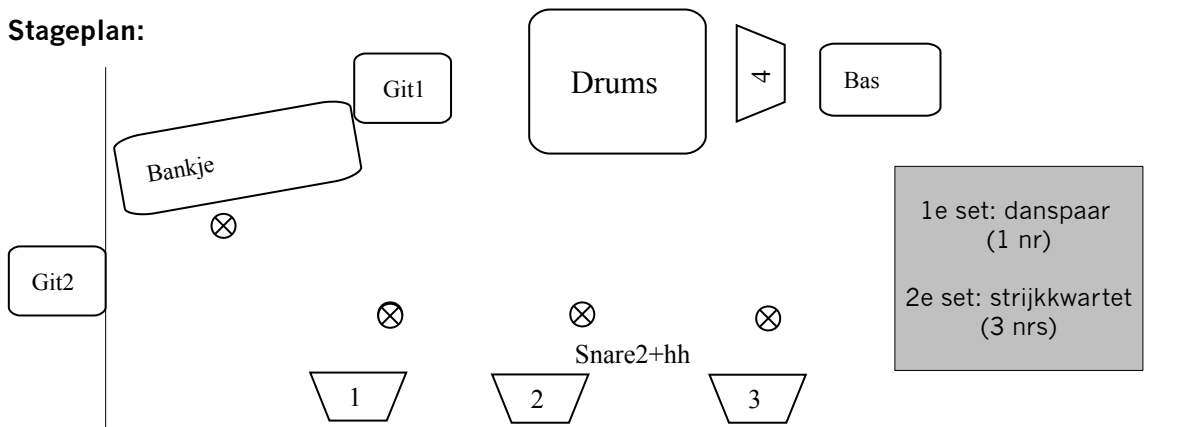 Stageplan:
Git1
Drums
4
Bas
Bankje
Git2
1e set: danspaar
(1 nr)
2e set: strijkkwartet
(3 nrs)
Snare2+hh
1
2
3